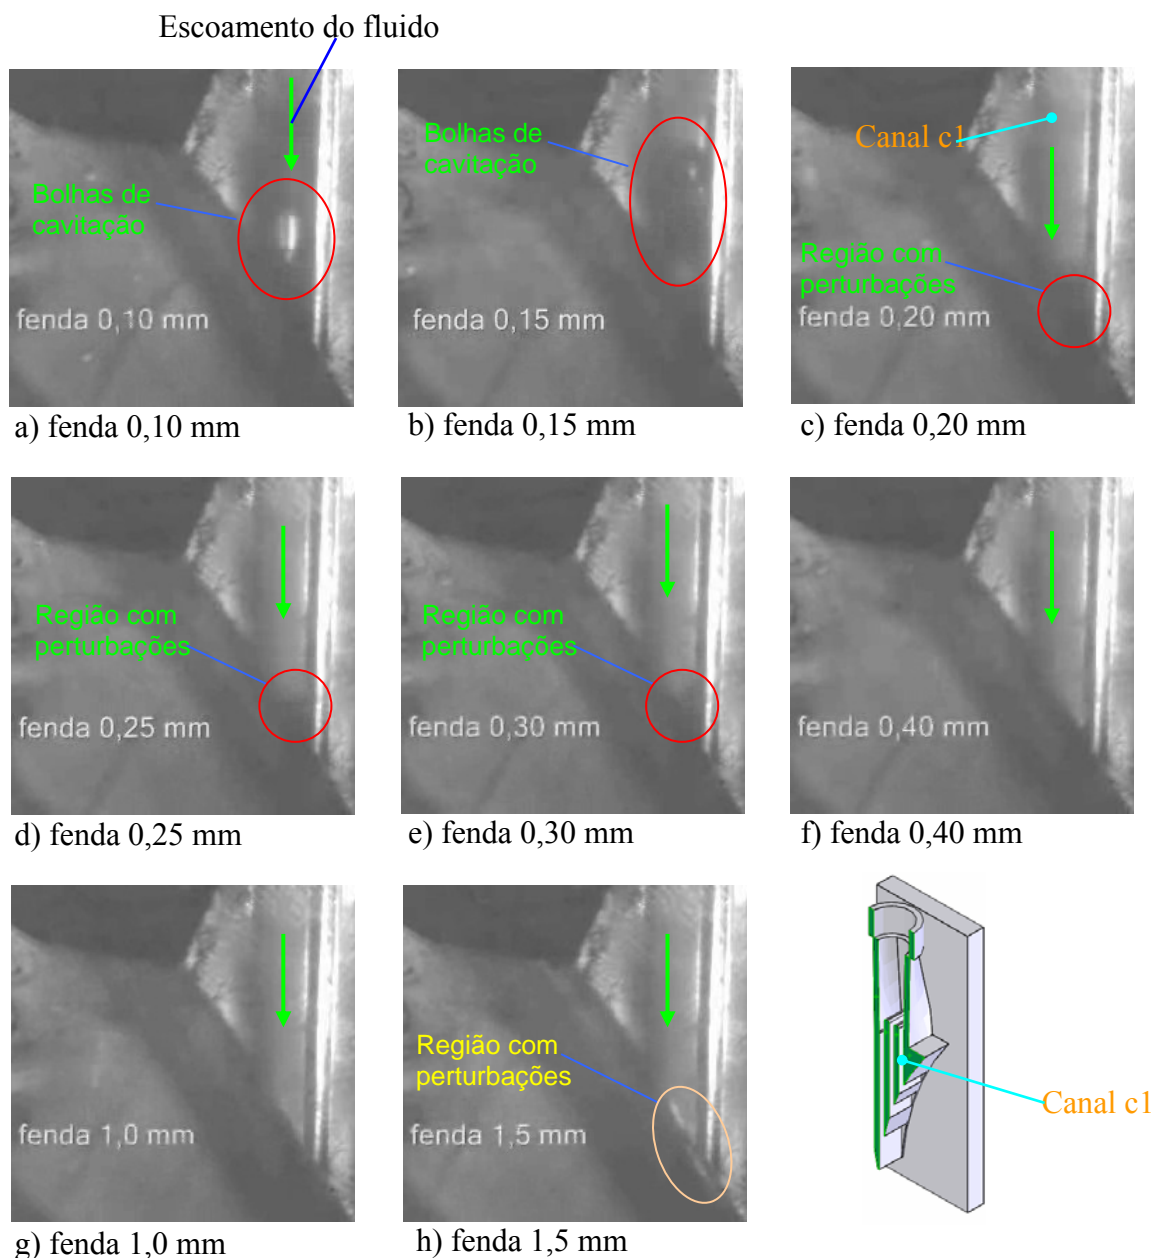 Escoamento do fluido
Bolhas de
cavitação
fenda 0,10 mm
a) fenda 0,10 mm
Bolhas de
cavitação
fenda 0,15 mm
b) fenda 0,15 mm
Canal c1
Região com
perturbações
fenda 0,20 mm
c) fenda 0,20 mm
Região com
perturbações
fenda 0,25 mm
d) fenda 0,25 mm
Região com
perturbações
fenda 0,30 mm
e) fenda 0,30 mm
fenda 0,40 mm
f) fenda 0,40 mm
fenda 1,0 mm
g) fenda 1,0 mm
Região com
perturbações
fenda 1,5 mm
h) fenda 1,5 mm
Canal c1